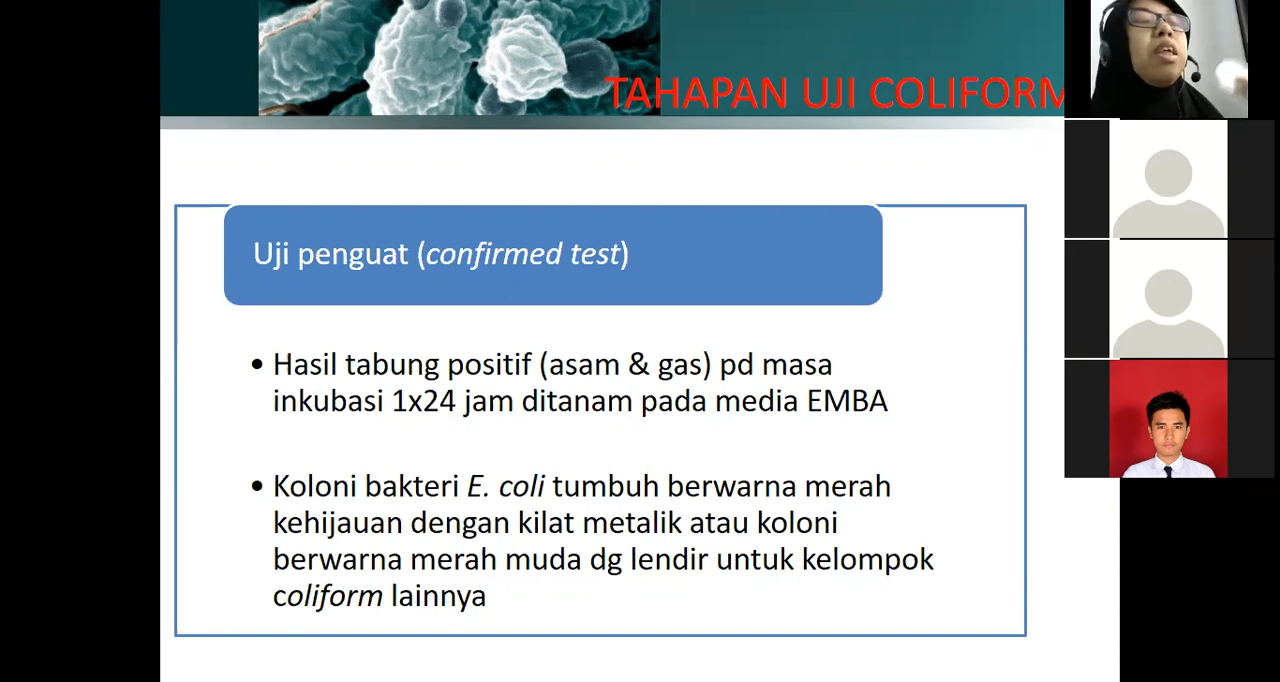 TAHAPAN UJI COLIFORM
Uji penguat (confirmed test)
• Hasil tabung positif (asam & gas) pd masa
inkubasi 1x24 jam ditanam pada media EMBA
• Koloni bakteri E. coli tumbuh berwarna merah
kehijauan dengan kilat metalik atau koloni
berwarna merah muda dg lendir untuk kelompok
coliform lainnya